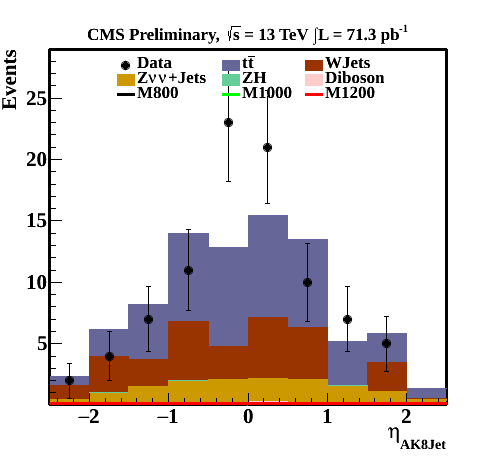 CMS Preliminary, √s = 13 TeV ∫L = 71.3 pb⁻¹
Events
Data tt̅ WJets
Zνν+Jets ZH Diboson
M800 M1000 M1200
25
20
15
10
5
−2 −1 0 1 2
η_AK8Jet